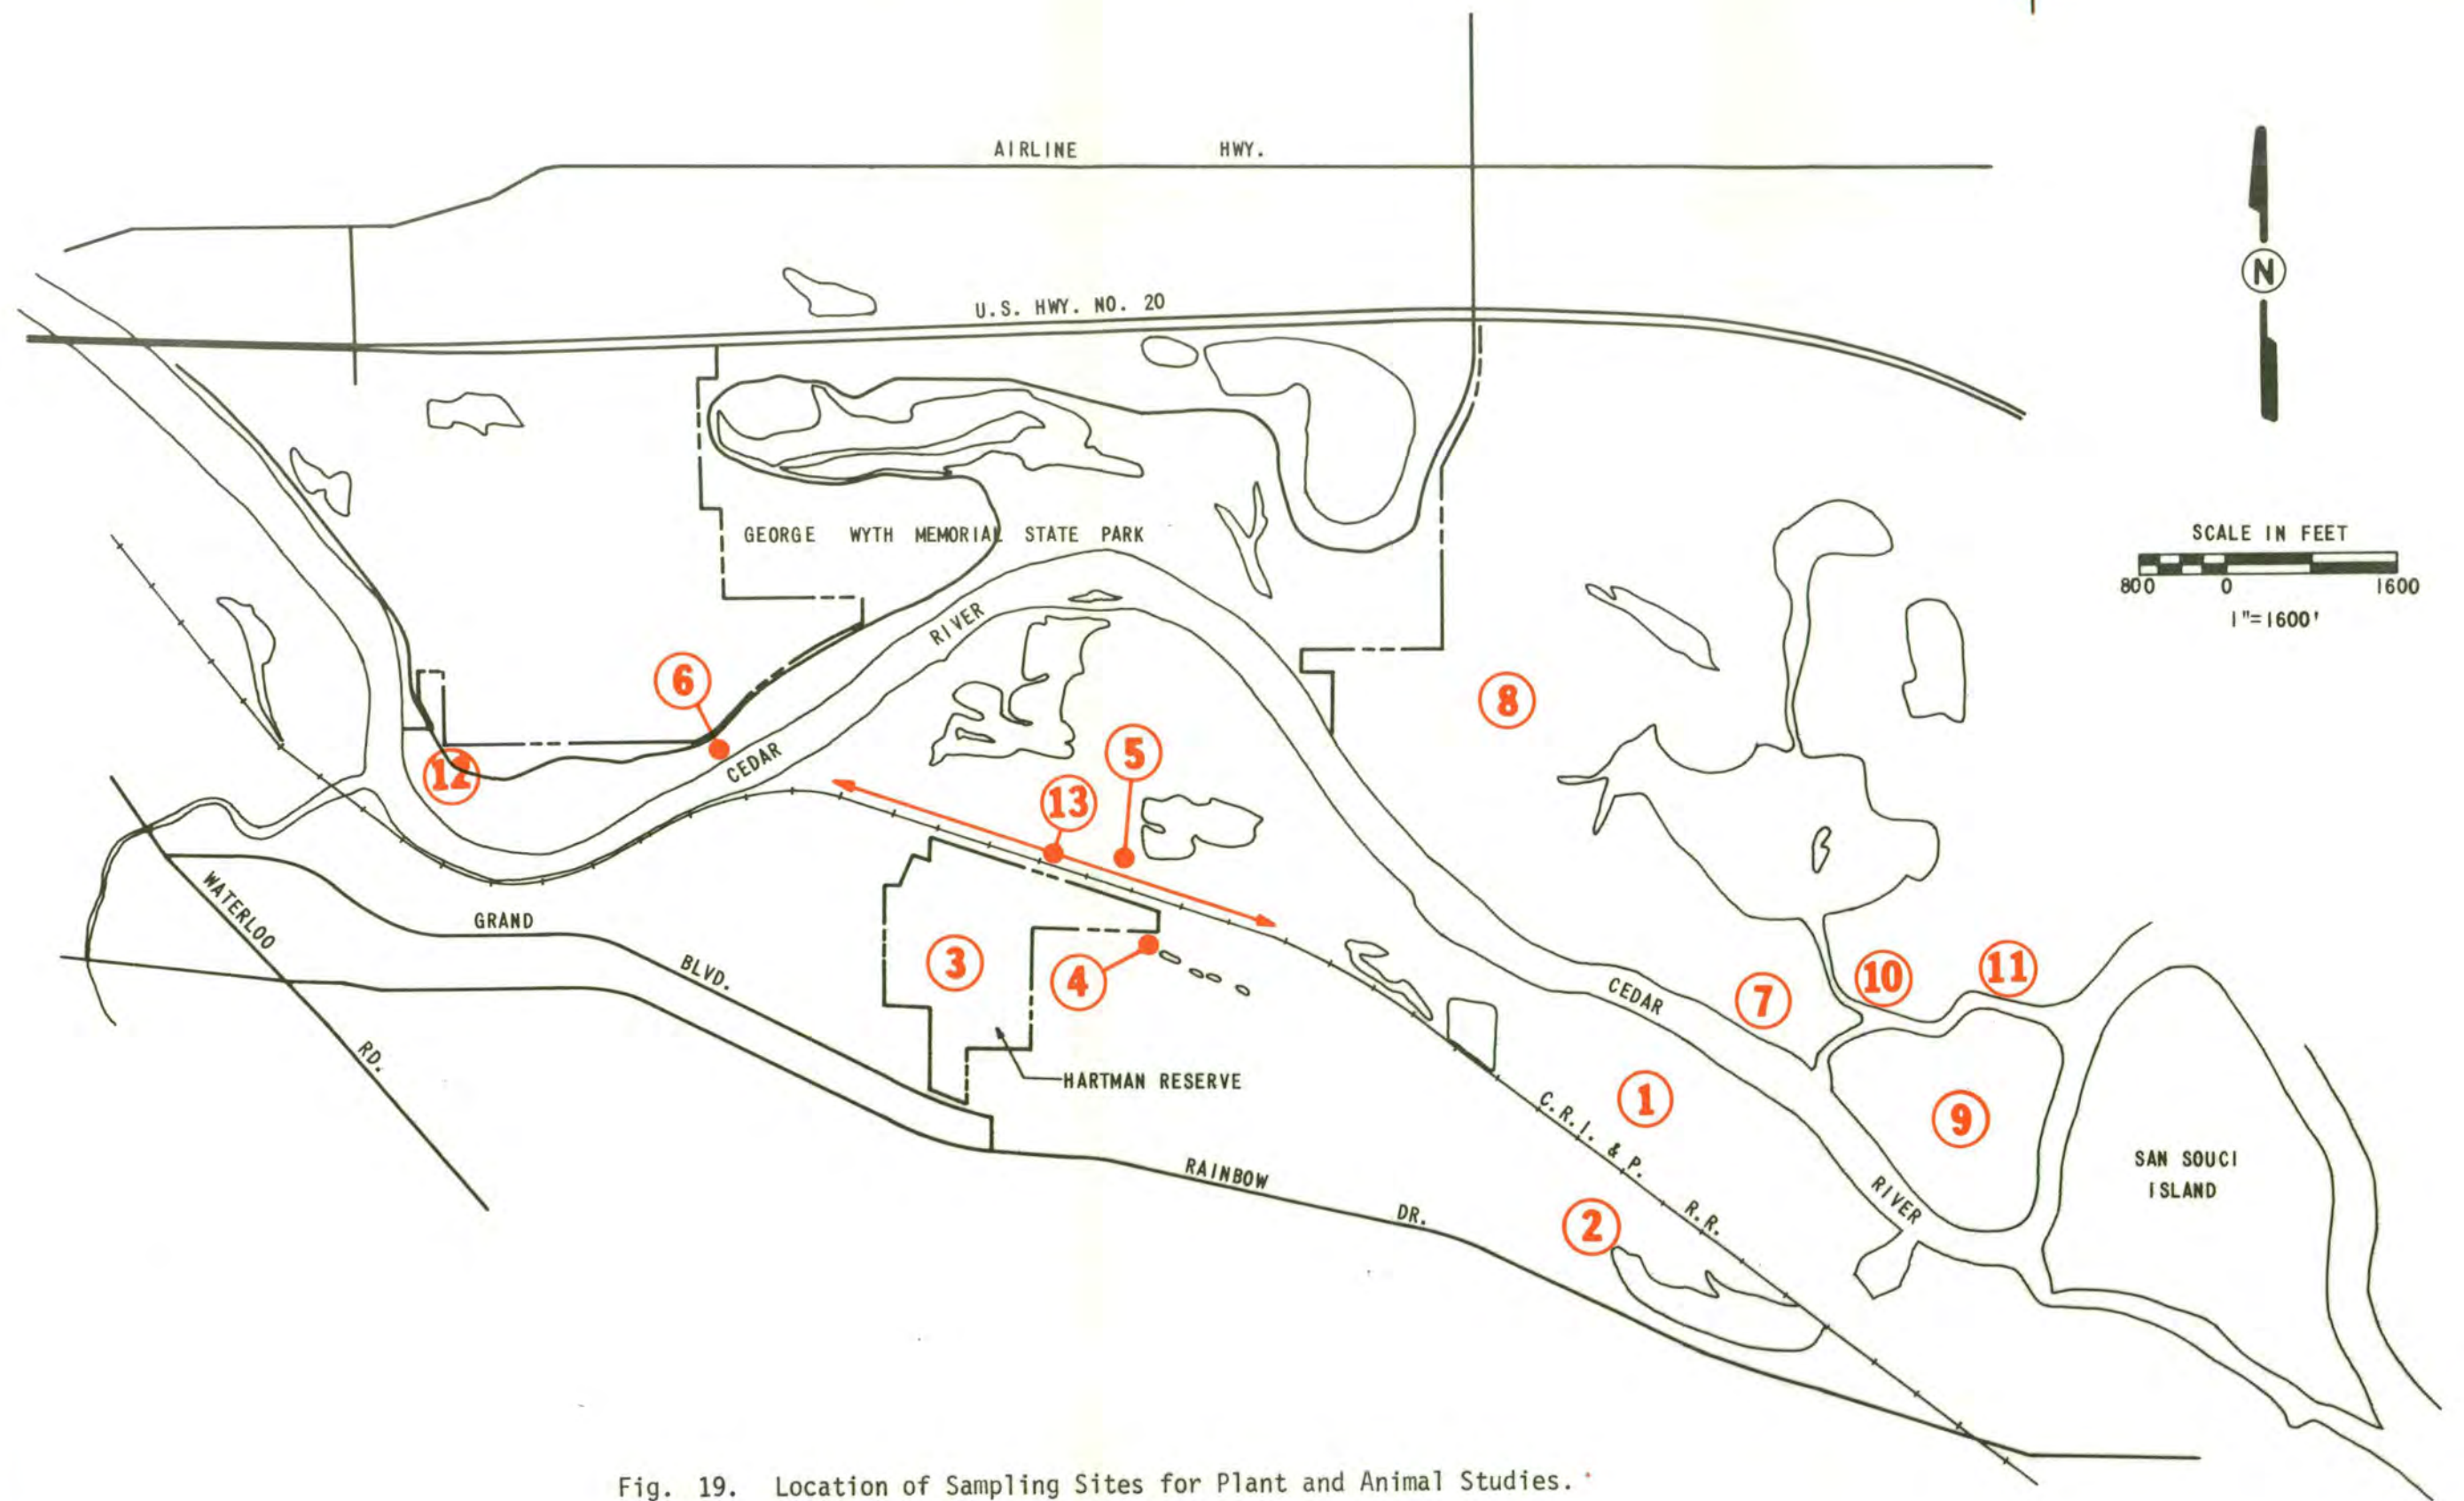 AIRLINE HWY.
U.S. HWY. NO. 20
N
GEORGE WYTH MEMORIAL STATE PARK
SCALE IN FEET
800 0 1600
1"=1600'
RIVER
6
8
CEDAR
5
12
13
WATERLOO
RD.
GRAND
BLVD.
3
4
CEDAR
7
10
11
HARTMAN RESERVE
1
C.R.I. & P. R.R.
9
SAN SOUCI
ISLAND
RAINBOW
DR.
RIVER
2
Fig. 19. Location of Sampling Sites for Plant and Animal Studies.